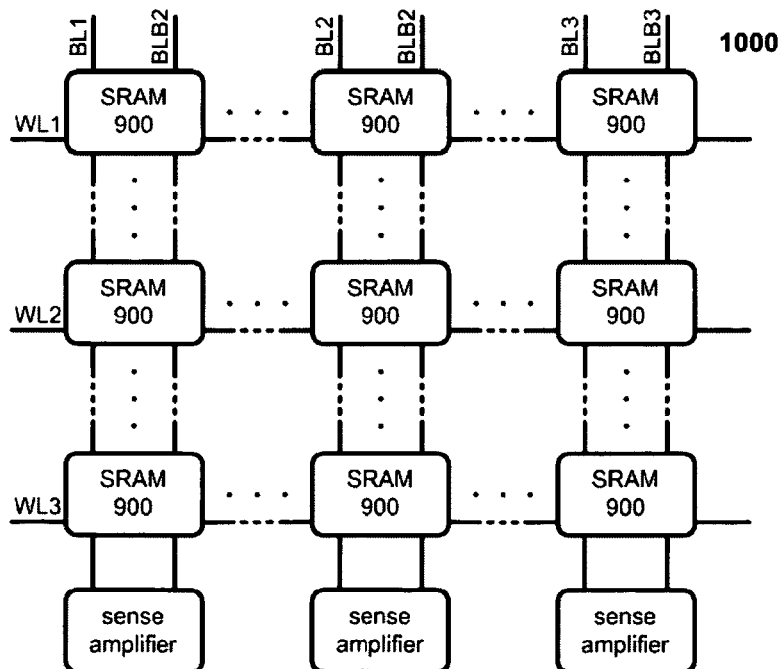 BL1 BLB2 BL2 BLB2 BL3 BLB3 1000
SRAM SRAM SRAM
WL1 900 900 900
SRAM SRAM SRAM
WL2 900 900 900
SRAM SRAM SRAM
WL3 900 900 900
sense sense sense
amplifier amplifier amplifier